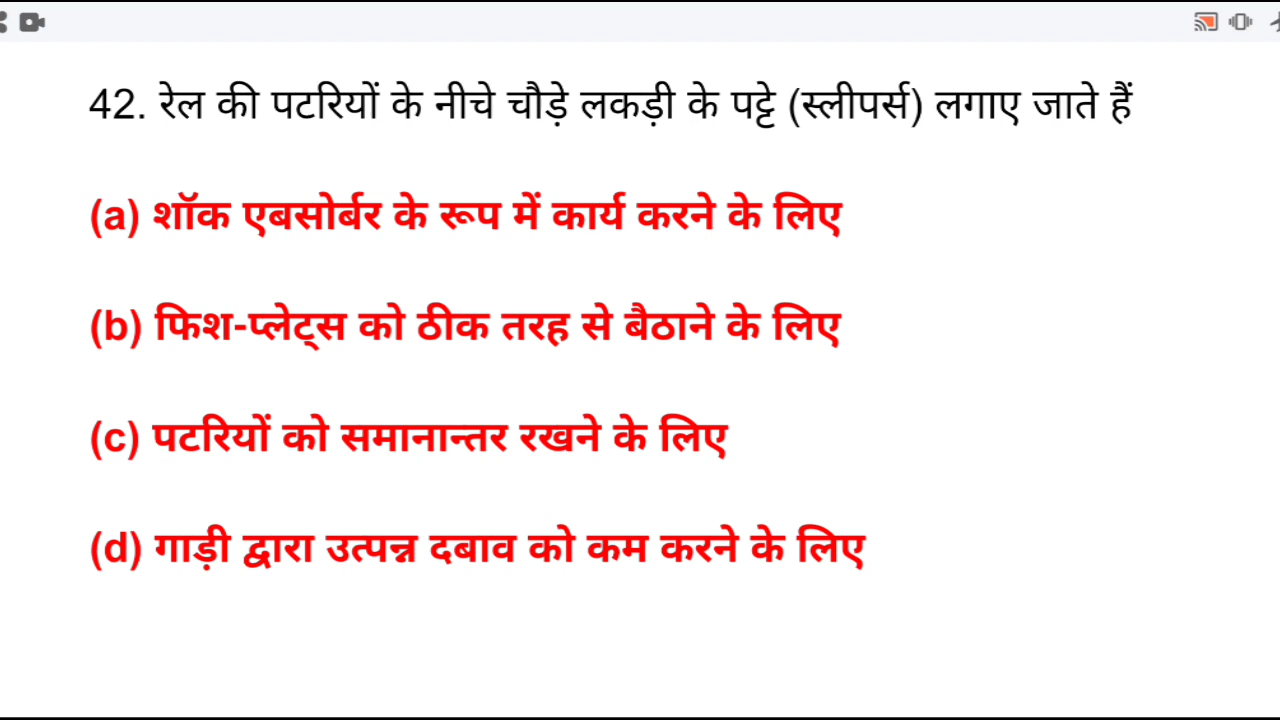 42. रेल की पटरियों के नीचे चौड़े लकड़ी के पट्टे (स्लीपर्स) लगाए जाते हैं
(a) शॉक एबसोर्बर के रूप में कार्य करने के लिए
(b) फिश-प्लेट्स को ठीक तरह से बैठाने के लिए
(c) पटरियों को समानान्तर रखने के लिए
(d) गाड़ी द्वारा उत्पन्न दबाव को कम करने के लिए